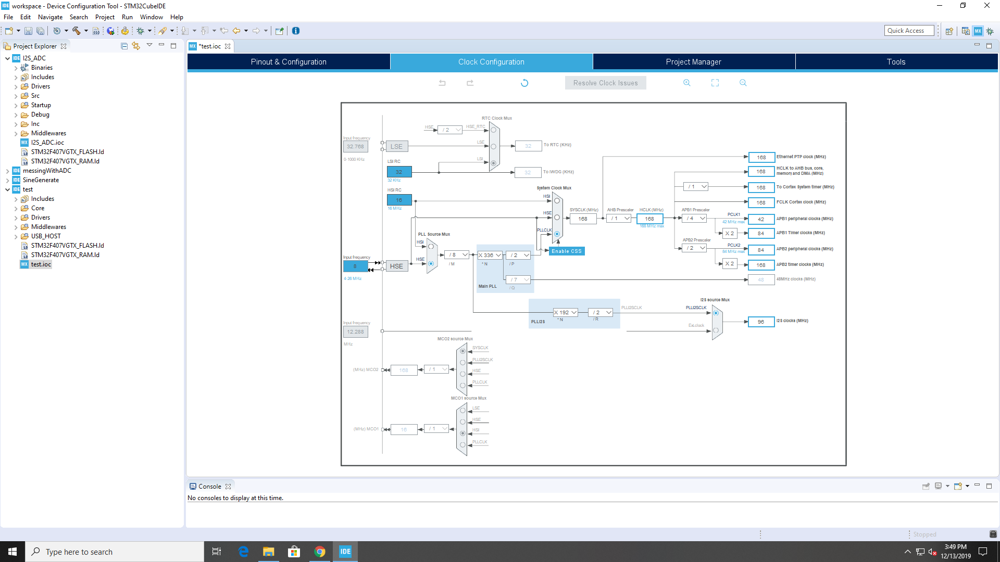 IDE workspace - Device Configuration Tool - STM32CubeIDE
File Edit Navigate Search Project Run Window Help
010
Quick Access
MX
Project Explorer
MX *test.ioc
IDE I2S_ADC
Binaries
Includes
Drivers
Src
Startup
Debug
Inc
Middlewares
MX I2S_ADC.ioc
STM32F407VGTX_FLASH.ld
STM32F407VGTX_RAM.ld
IDE messingWithADC
IDE SineGenerate
IDE test
Includes
Core
Drivers
Middlewares
USB_HOST
STM32F407VGTX_FLASH.ld
STM32F407VGTX_RAM.ld
MX test.ioc
Pinout & Configuration Clock Configuration Project Manager Tools
Resolve Clock Issues
RTC Clock Mux
HSE / 2 HSE_RTC
Input frequency
32.768 LSE LSE 32 To RTC (KHz)
0-1000 KHz
LSI RC LSI
32 32 To IWDG (KHz)
32 KHz
HSI RC
16
16 MHz
System Clock Mux
HSI
HSE
PLLCLK
Enable CSS
SYSCLK (MHz) AHB Prescaler HCLK (MHz) APB1 Prescaler
168 / 1 168 / 4
168 MHz max
168 Ethernet PTP clock (MHz)
168 HCLK to AHB bus, core,
memory and DMA (MHz)
/ 1 168 To Cortex System timer (MHz)
168 FCLK Cortex clock (MHz)
PCLK1
42 MHz max
42 APB1 peripheral clocks (MHz)
X 2 84 APB1 Timer clocks (MHz)
APB2 Prescaler
/ 2
PCLK2
84 MHz max
84 APB2 peripheral clocks (MHz)
X 2 168 APB2 timer clocks (MHz)
48 48MHz clocks (MHz)
PLL Source Mux
HSI
HSE
Input frequency
8 HSE
4-26 MHz
/ 8
/ M
X 336 / 2
* N / P
/ 7
Main PLL / Q
PLLI2S
X 192 / 2
* N / R
PLLI2SCLK
I2S source Mux
PLLI2SCLK
Ext.clock
96 I2S clocks (MHz)
Input frequency
12.288
MHz
MCO2 source Mux
SYSCLK
PLLI2SCLK
HSE
PLLCLK
(MHz) MCO2 168 / 1
MCO1 source Mux
LSE
HSE
HSI
PLLCLK
(MHz) MCO1 16 / 1
Console
No consoles to display at this time.
Stopped
Type here to search
IDE
3:49 PM
12/13/2019